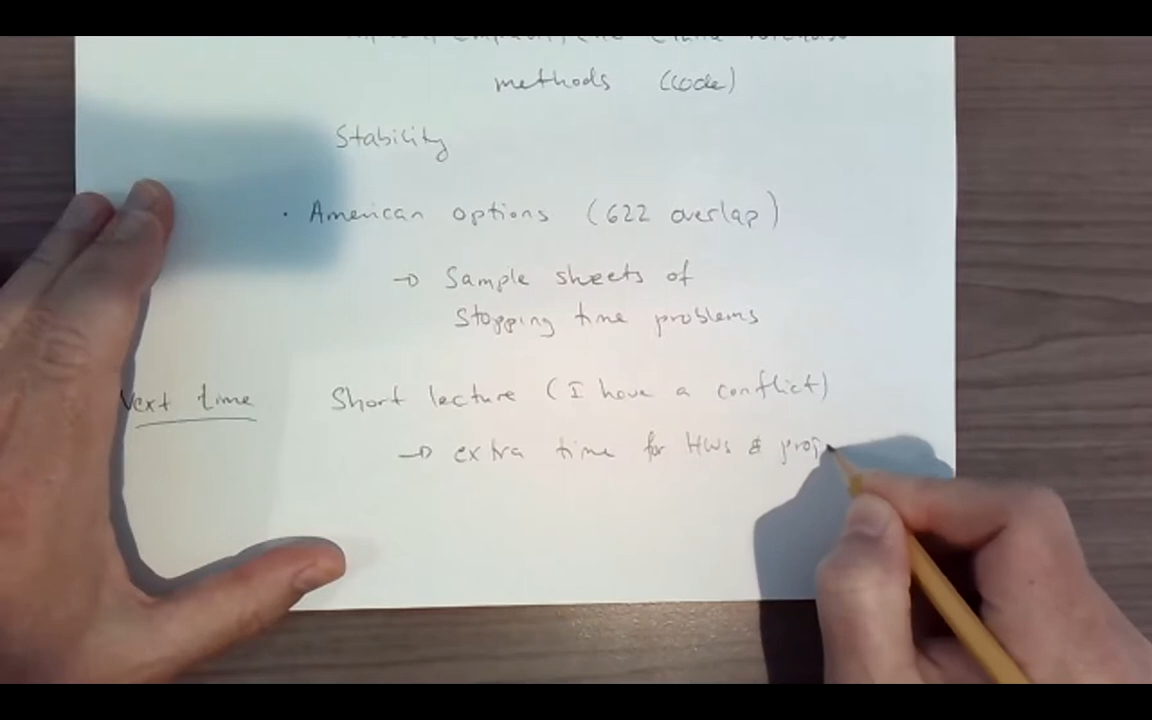 methods (code)
Stability
· American options (622 overlap)
→ Sample sheets of
stopping time problems
Next time Short lecture (I have a conflict)
→ extra time for HWs & proj